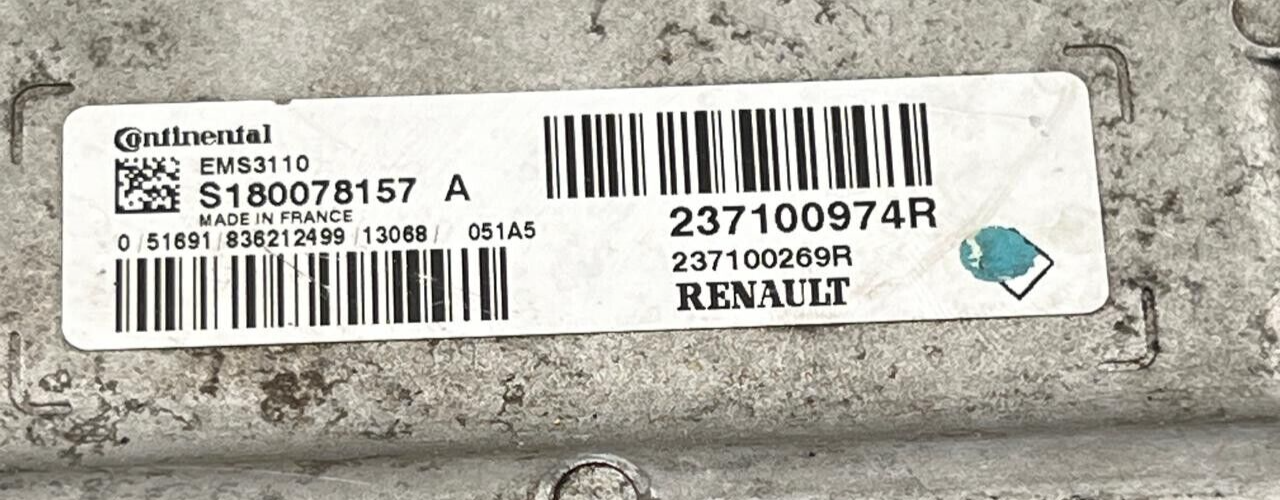 Continental
EMS3110
S180078157 A
MADE IN FRANCE
0/51691/836212499/13068/ 051A5
237100974R
237100269R
RENAULT